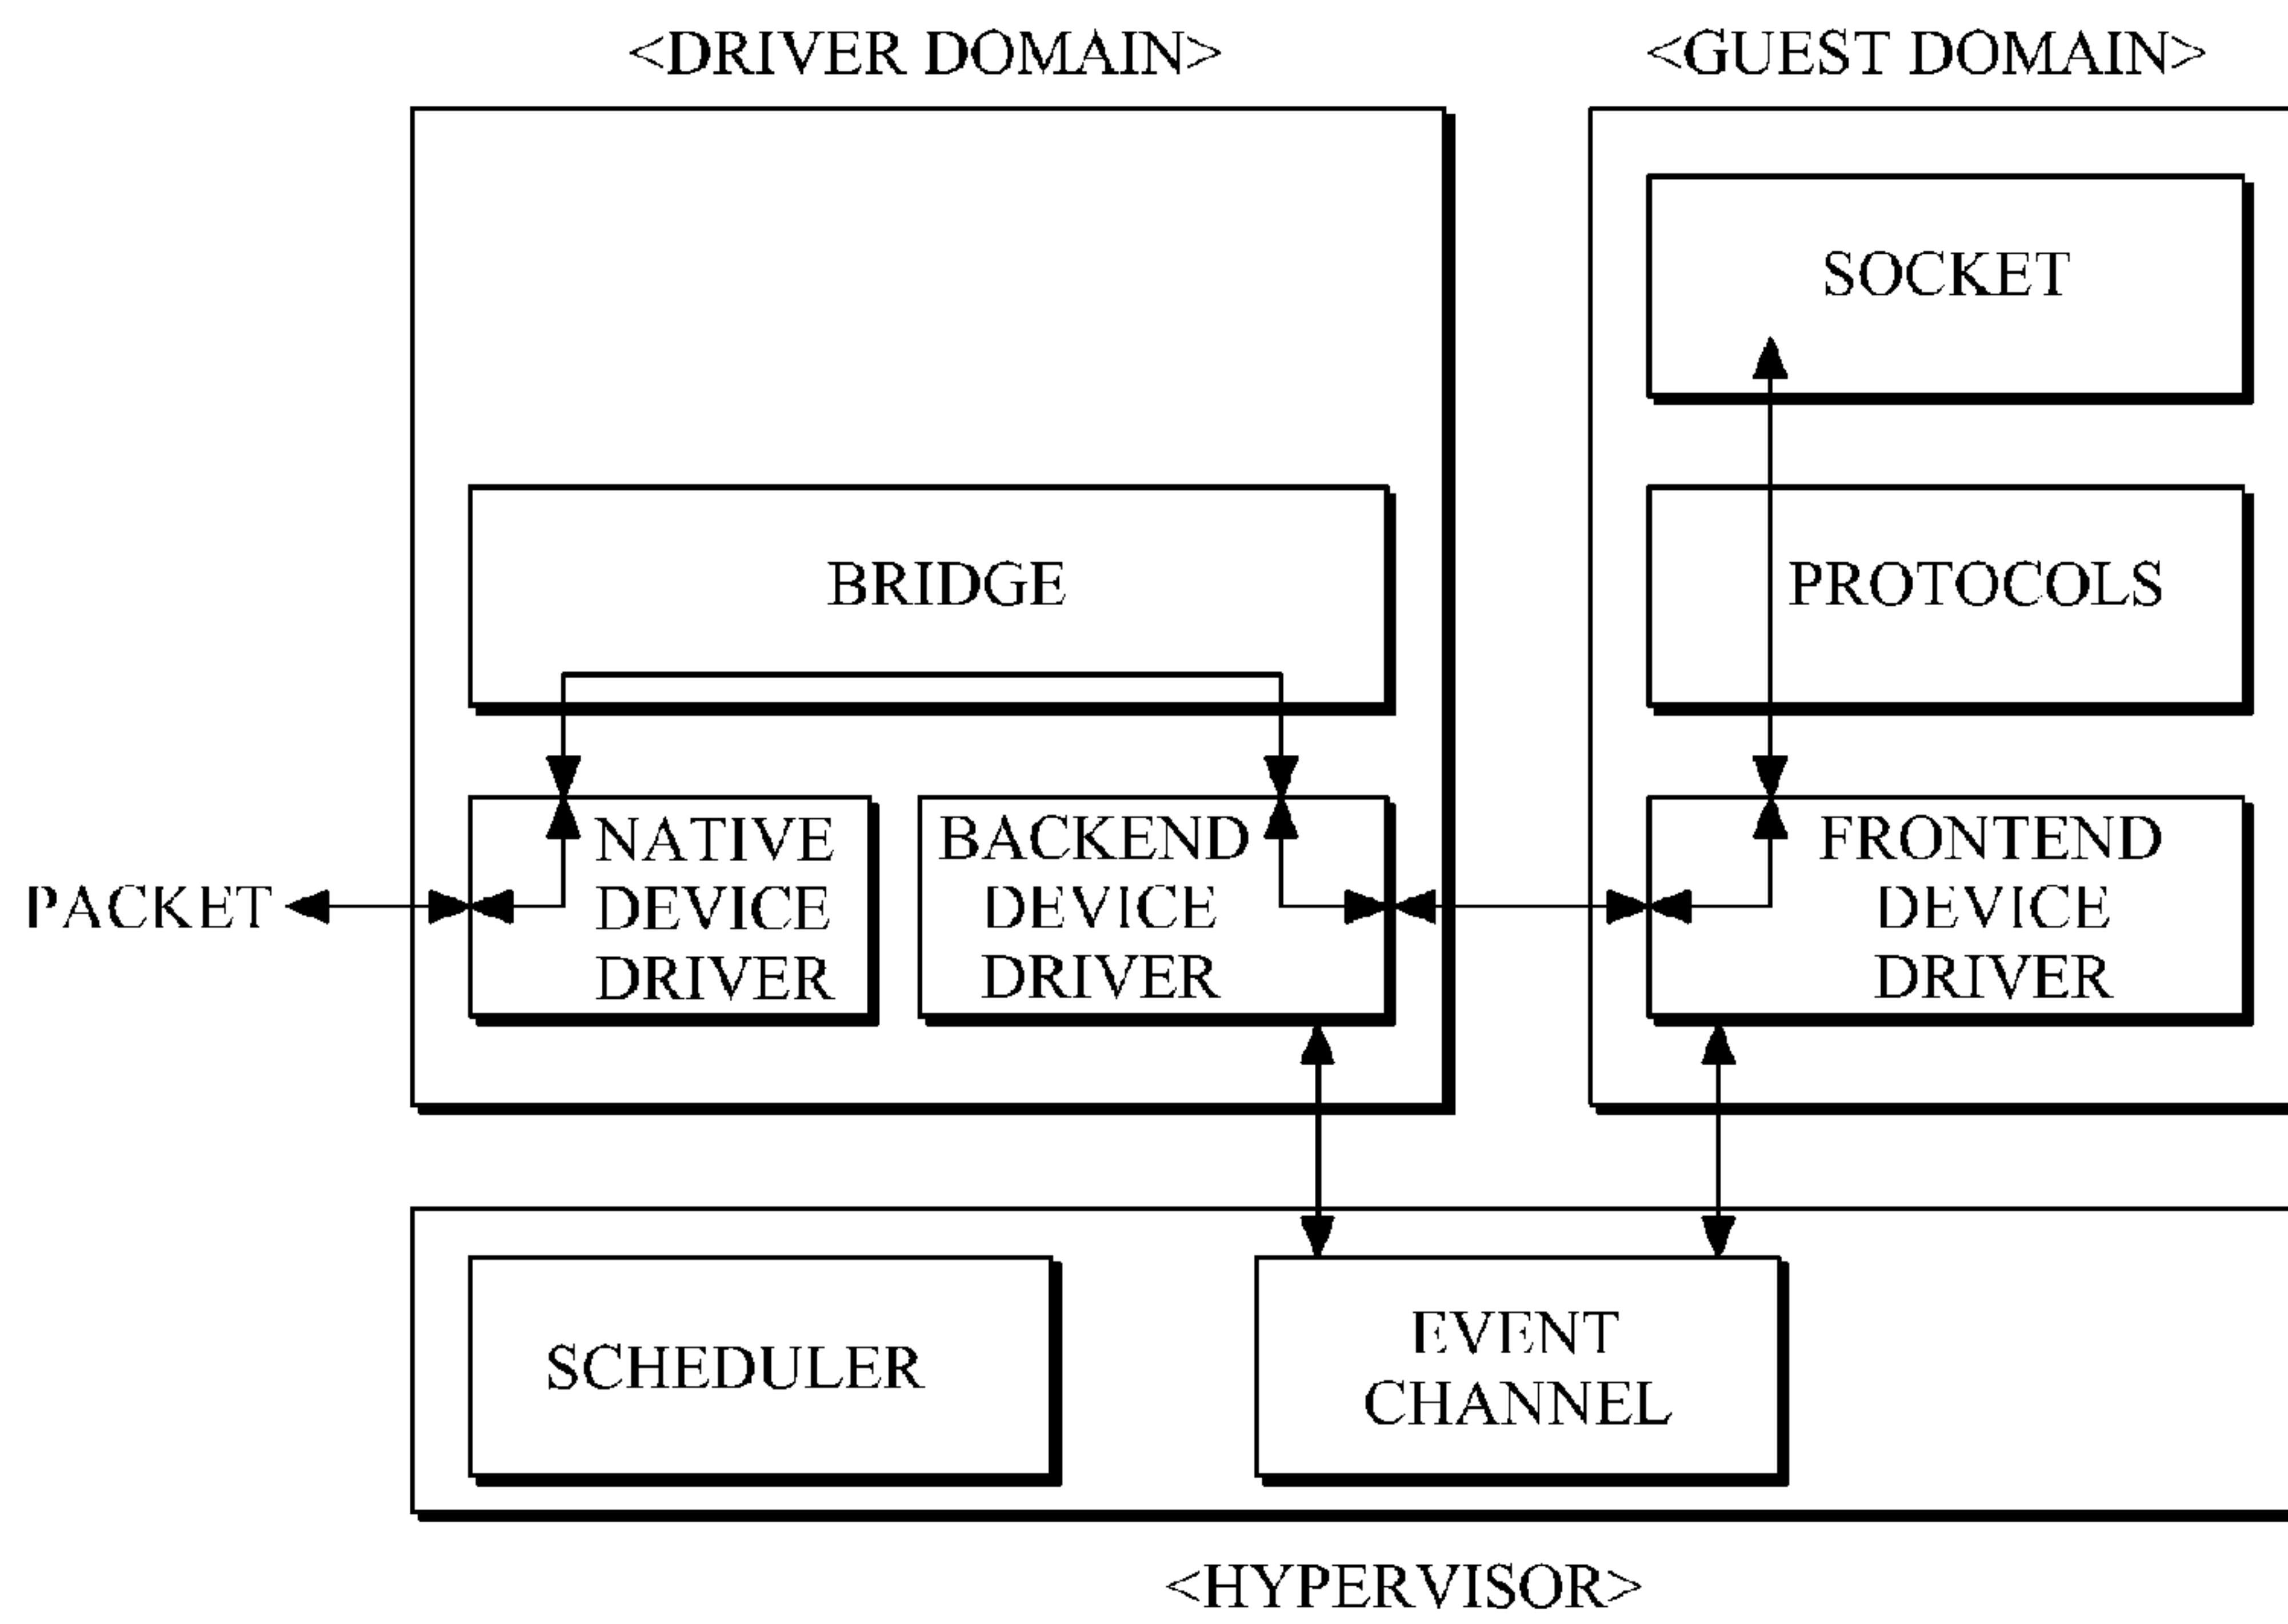 <DRIVER DOMAIN>
<GUEST DOMAIN>
SOCKET
BRIDGE
PROTOCOLS
PACKET
NATIVE
DEVICE
DRIVER
BACKEND
DEVICE
DRIVER
FRONTEND
DEVICE
DRIVER
SCHEDULER
EVENT
CHANNEL
<HYPERVISOR>